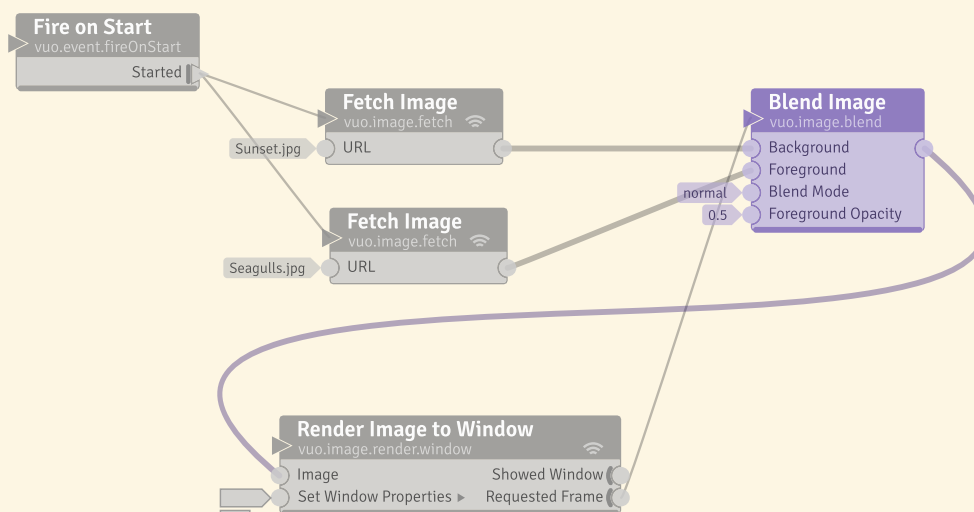 Fire on Start
vuo.event.fireOnStart
Started
Fetch Image
vuo.image.fetch
Sunset.jpg
URL
Fetch Image
vuo.image.fetch
Seagulls.jpg
URL
Blend Image
vuo.image.blend
Background
Foreground
normal
Blend Mode
0.5
Foreground Opacity
Render Image to Window
vuo.image.render.window
Image
Showed Window
Set Window Properties
Requested Frame